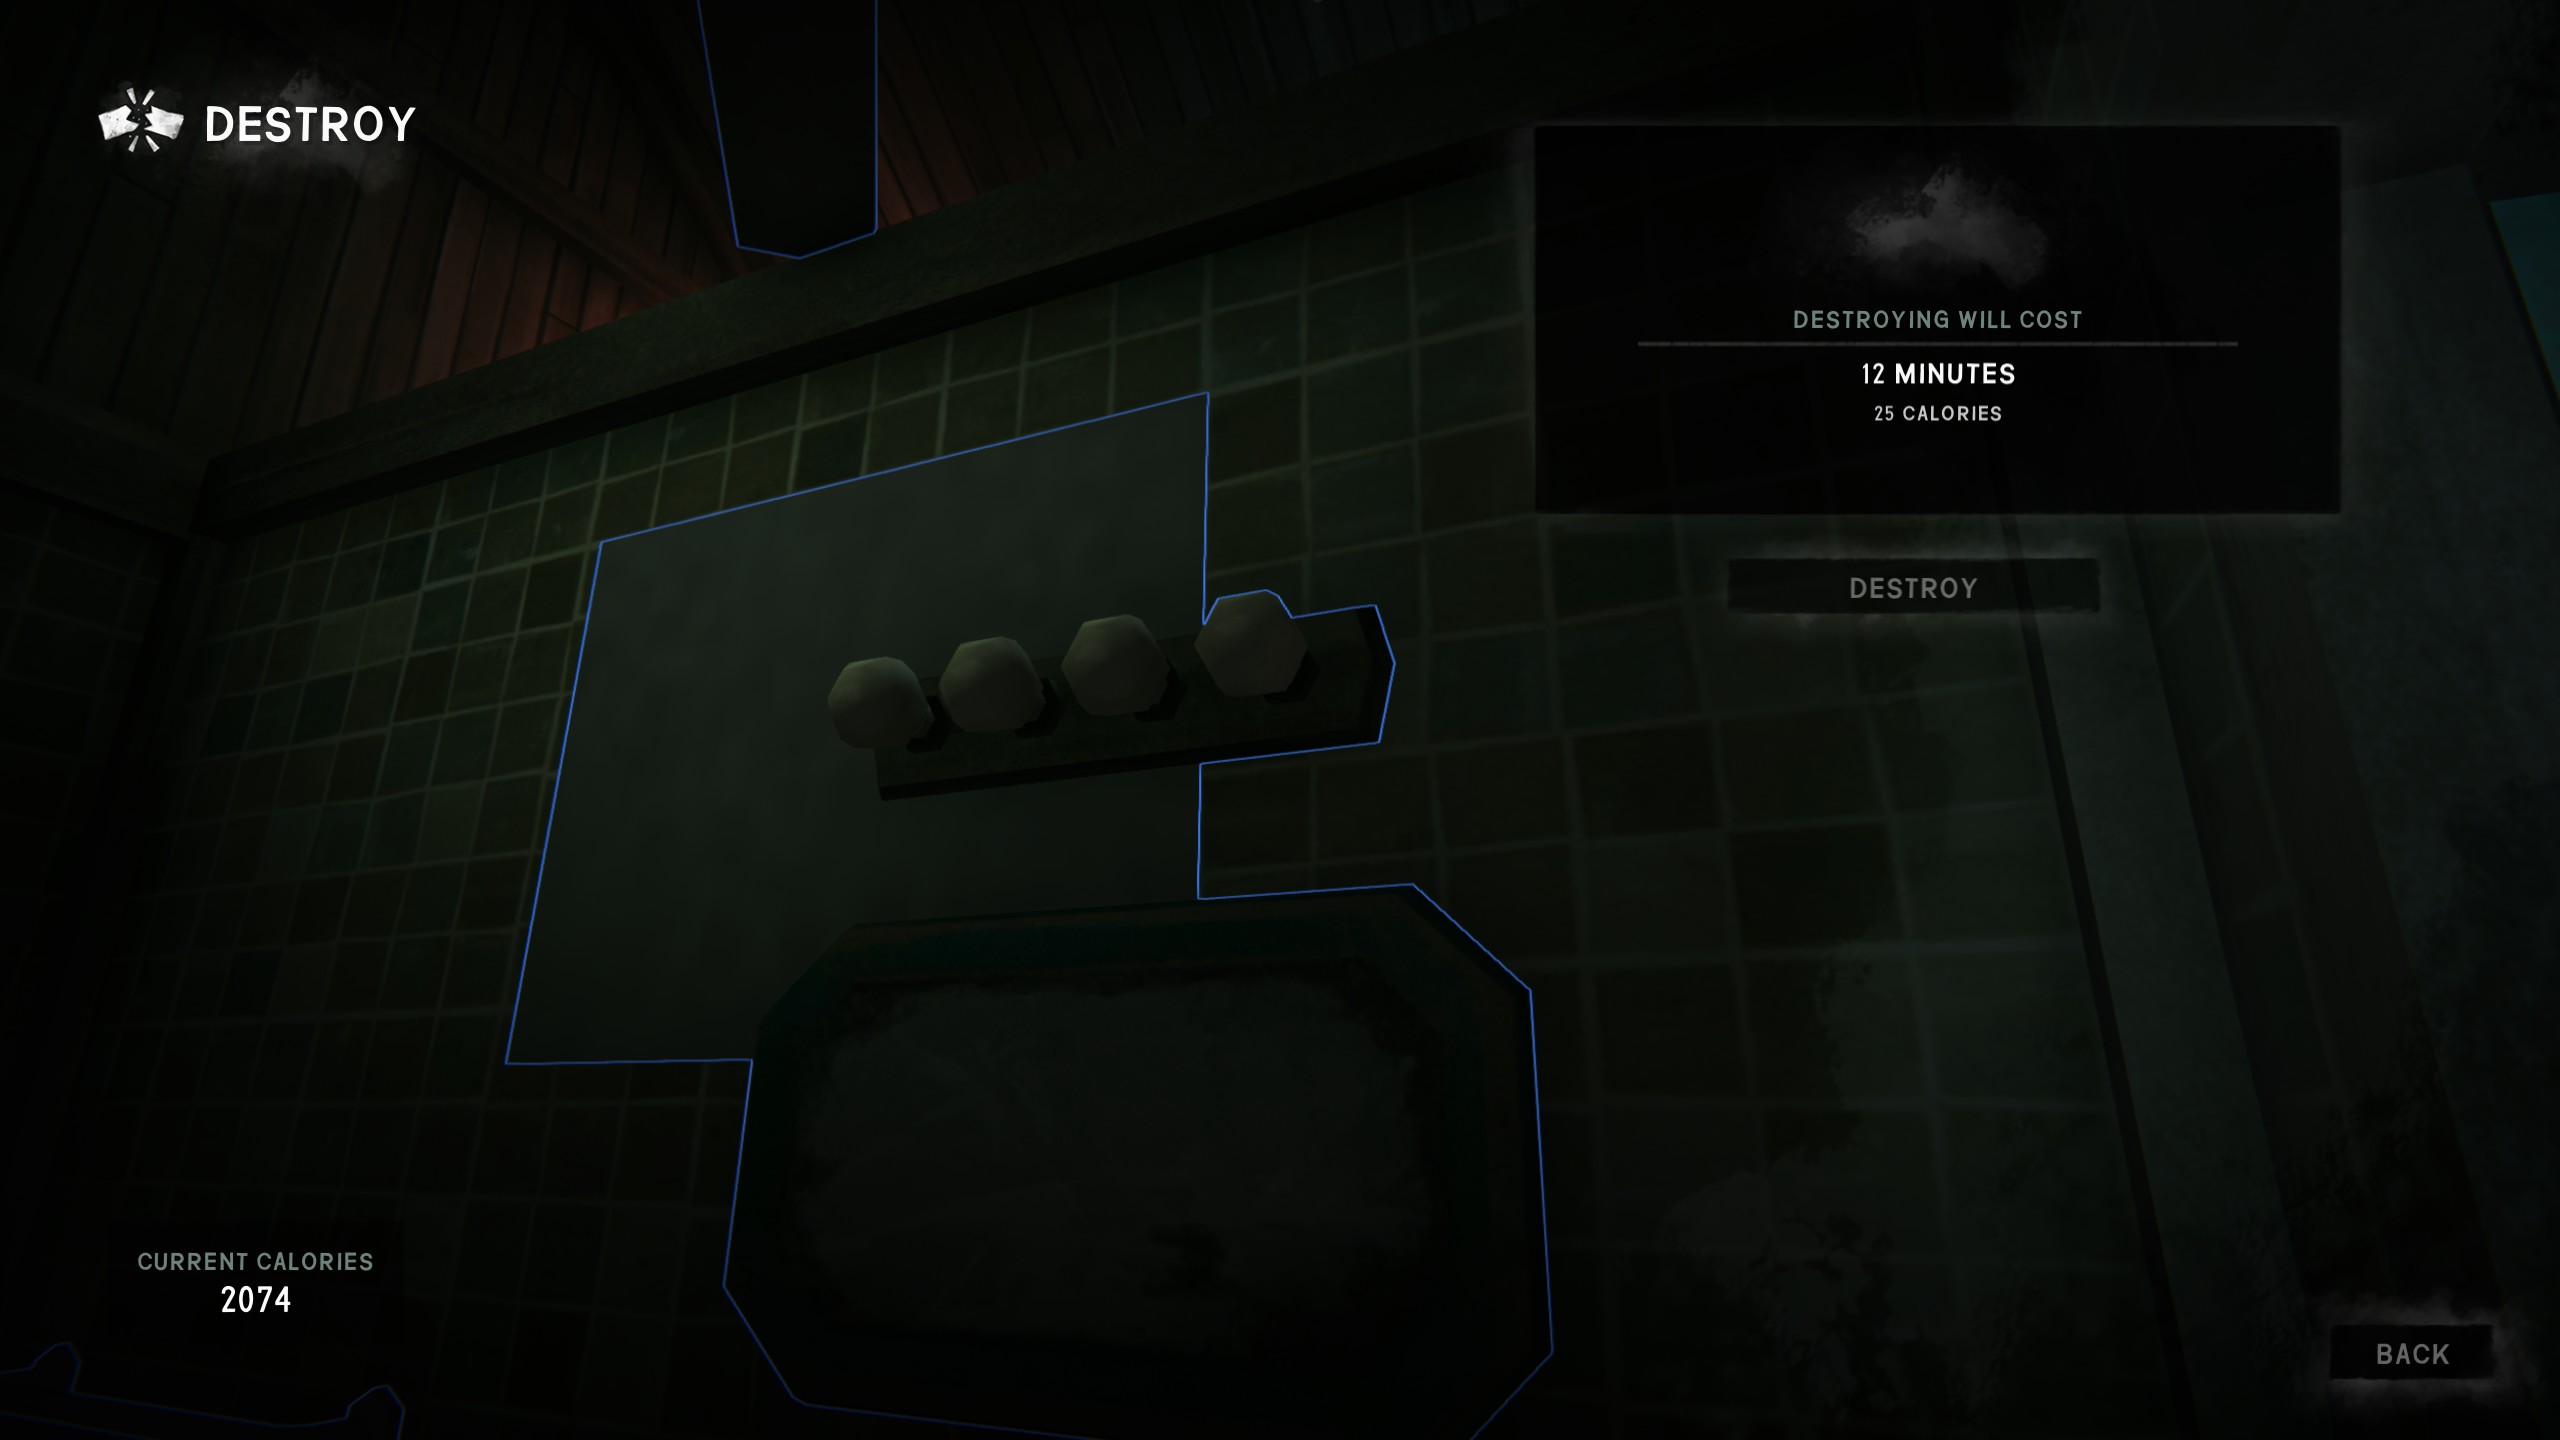 DESTROY
DESTROYING WILL COST
12 MINUTES
25 CALORIES
DESTROY
CURRENT CALORIES
2074
BACK